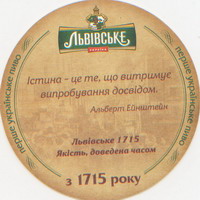 ЛЬВІВСЬКЕ
Істина - це те, що витримує
випробування досвідом.
Альберт Ейнштейн
Львівське 1715
Якість, доведена часом
з 1715 року
перше українське пиво
перше українське пиво